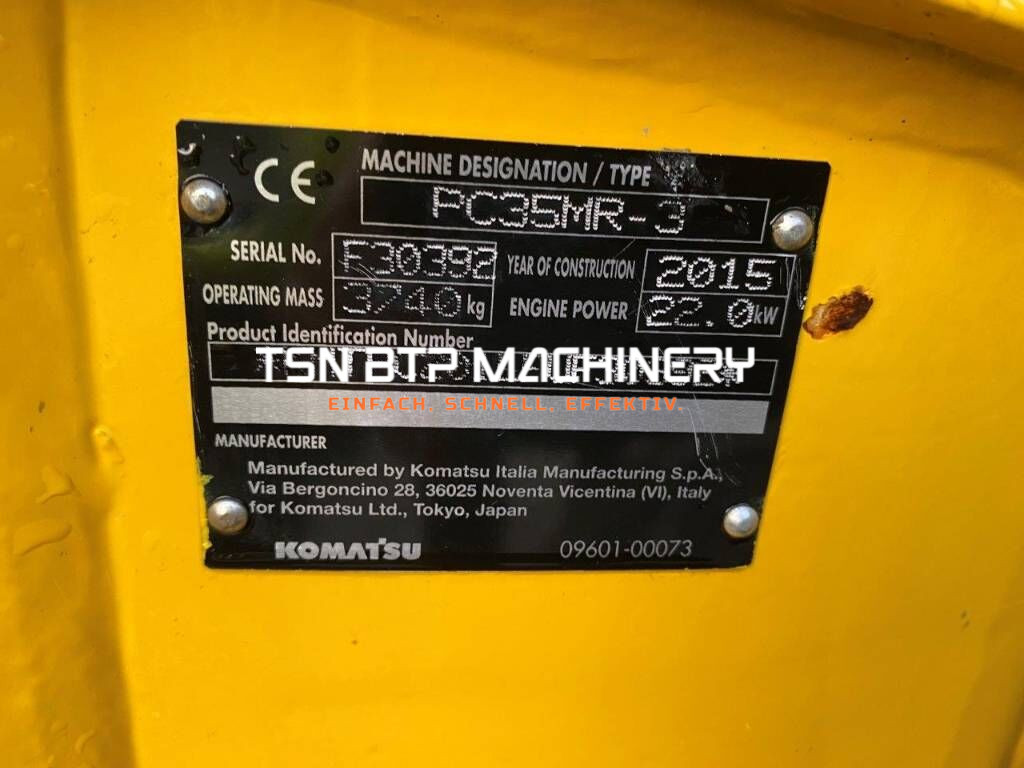 CE
MACHINE DESIGNATION / TYPE
PC35MR-3
SERIAL No. F30392 YEAR OF CONSTRUCTION 2015
OPERATING MASS 3740 kg ENGINE POWER 22.0 kW
Product Identification Number
TSN BTP MACHINERY
EINFACH. SCHNELL. EFFEKTIV.
MANUFACTURER
Manufactured by Komatsu Italia Manufacturing S.p.A.,
Via Bergoncino 28, 36025 Noventa Vicentina (VI), Italy
for Komatsu Ltd., Tokyo, Japan
KOMATSU 09601-00073